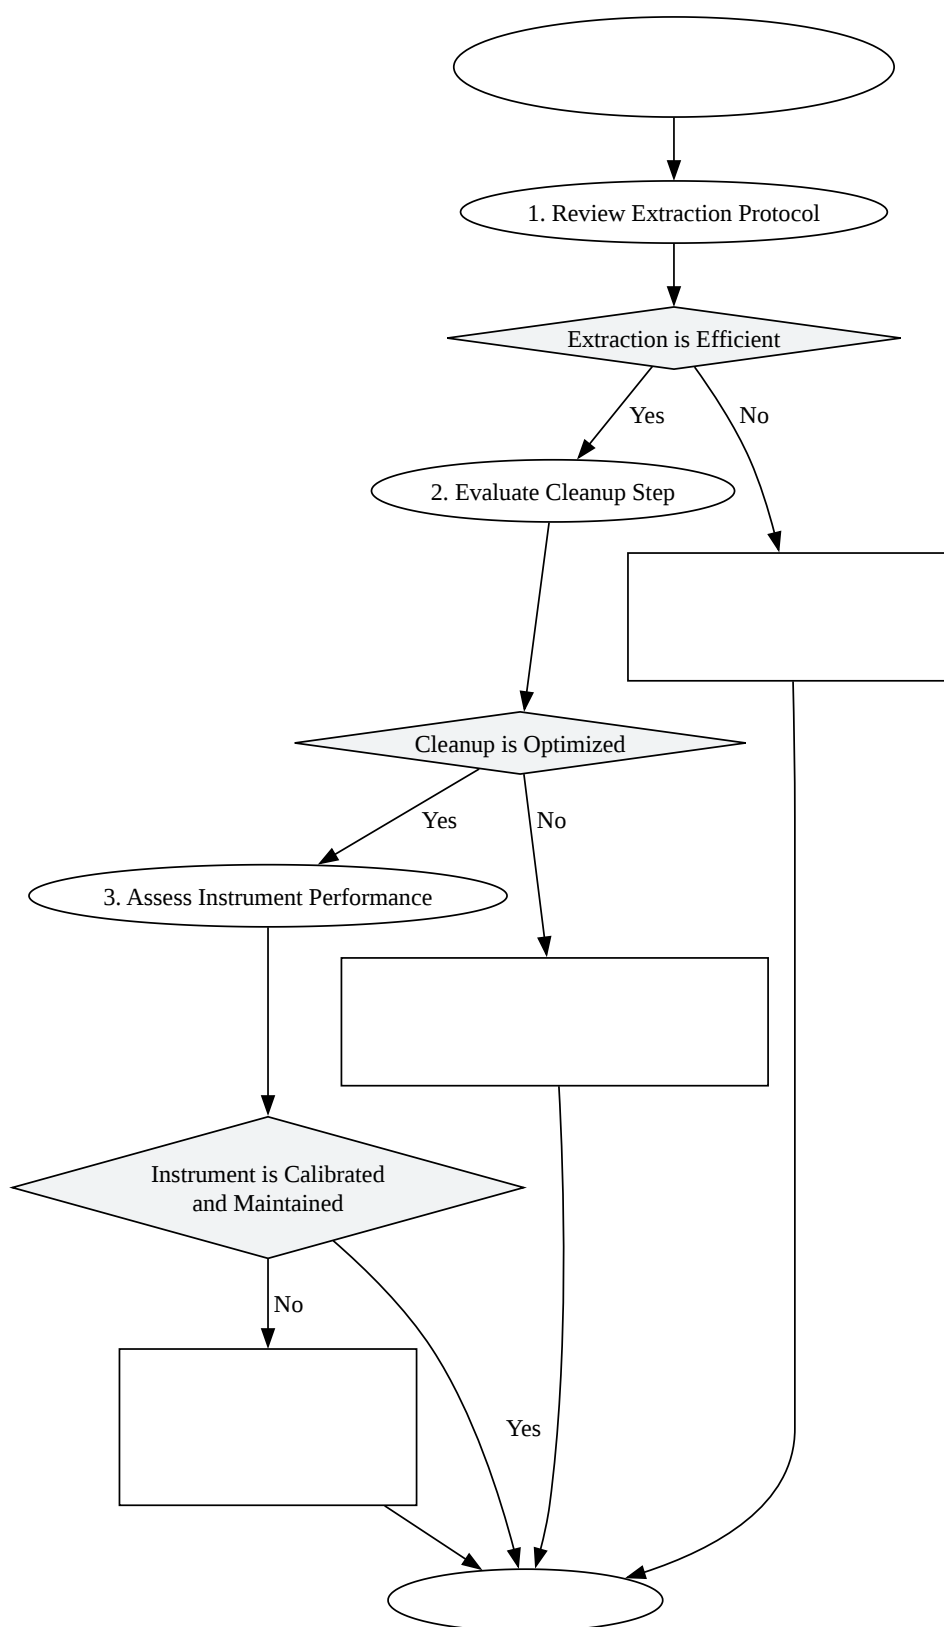 1. Review Extraction Protocol
Extraction is Efficient
Yes
No
2. Evaluate Cleanup Step
Cleanup is Optimized
Yes
No
3. Assess Instrument Performance
Instrument is Calibrated
and Maintained
No
Yes